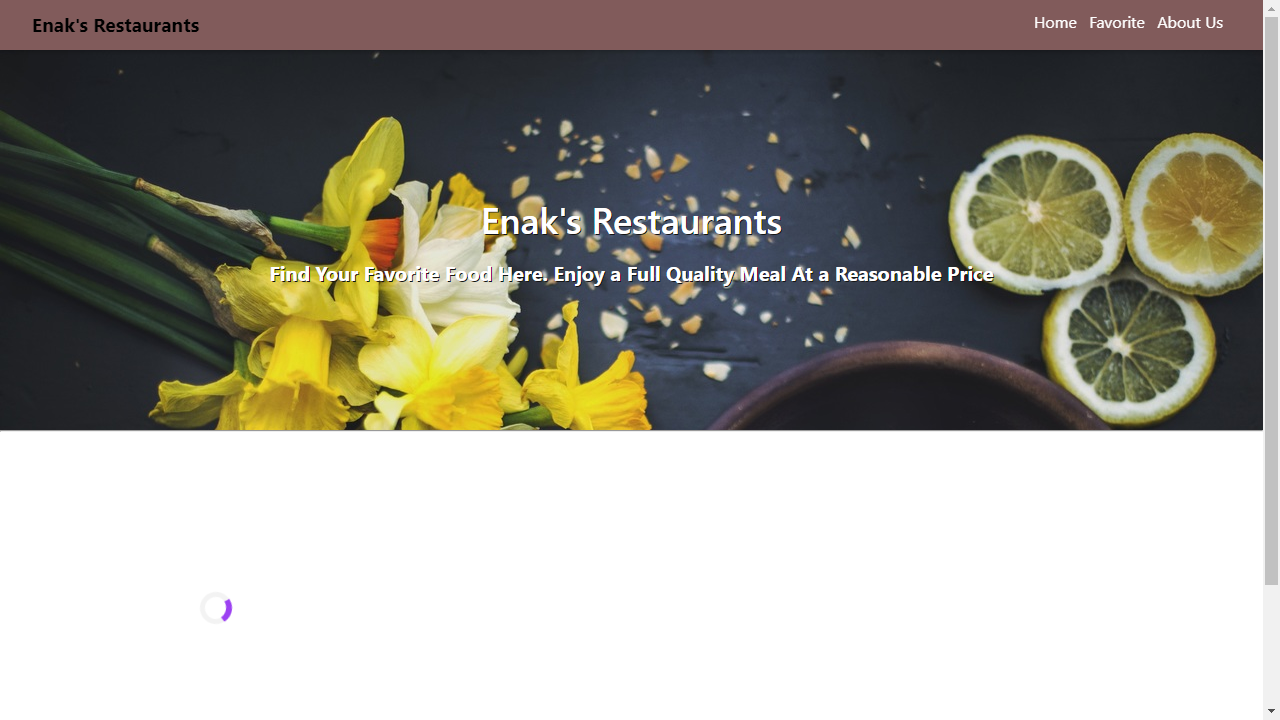 Enak's Restaurants
Home Favorite About Us
Enak's Restaurants
Find Your Favorite Food Here. Enjoy a Full Quality Meal At a Reasonable Price